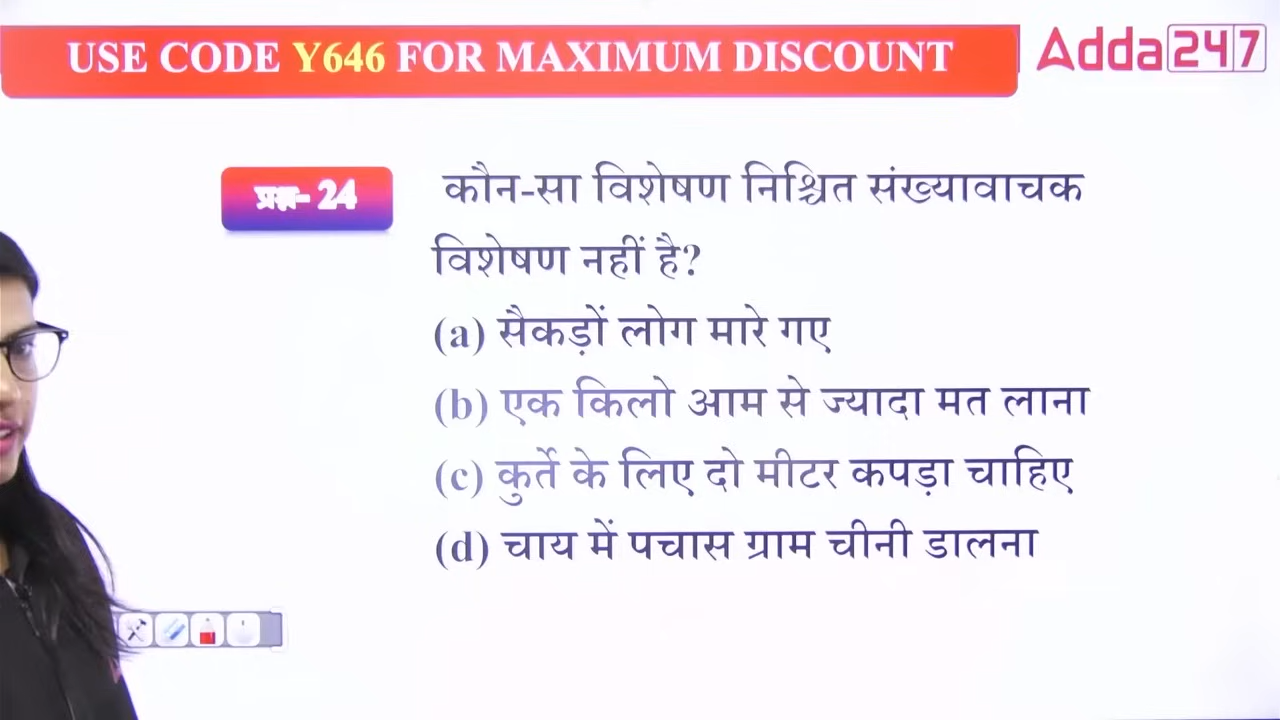 USE CODE Y646 FOR MAXIMUM DISCOUNT
Adda247
प्रश्न- 24
कौन-सा विशेषण निश्चित संख्यावाचक
विशेषण नहीं है?
(a) सैकड़ों लोग मारे गए
(b) एक किलो आम से ज्यादा मत लाना
(c) कुर्ते के लिए दो मीटर कपड़ा चाहिए
(d) चाय में पचास ग्राम चीनी डालना